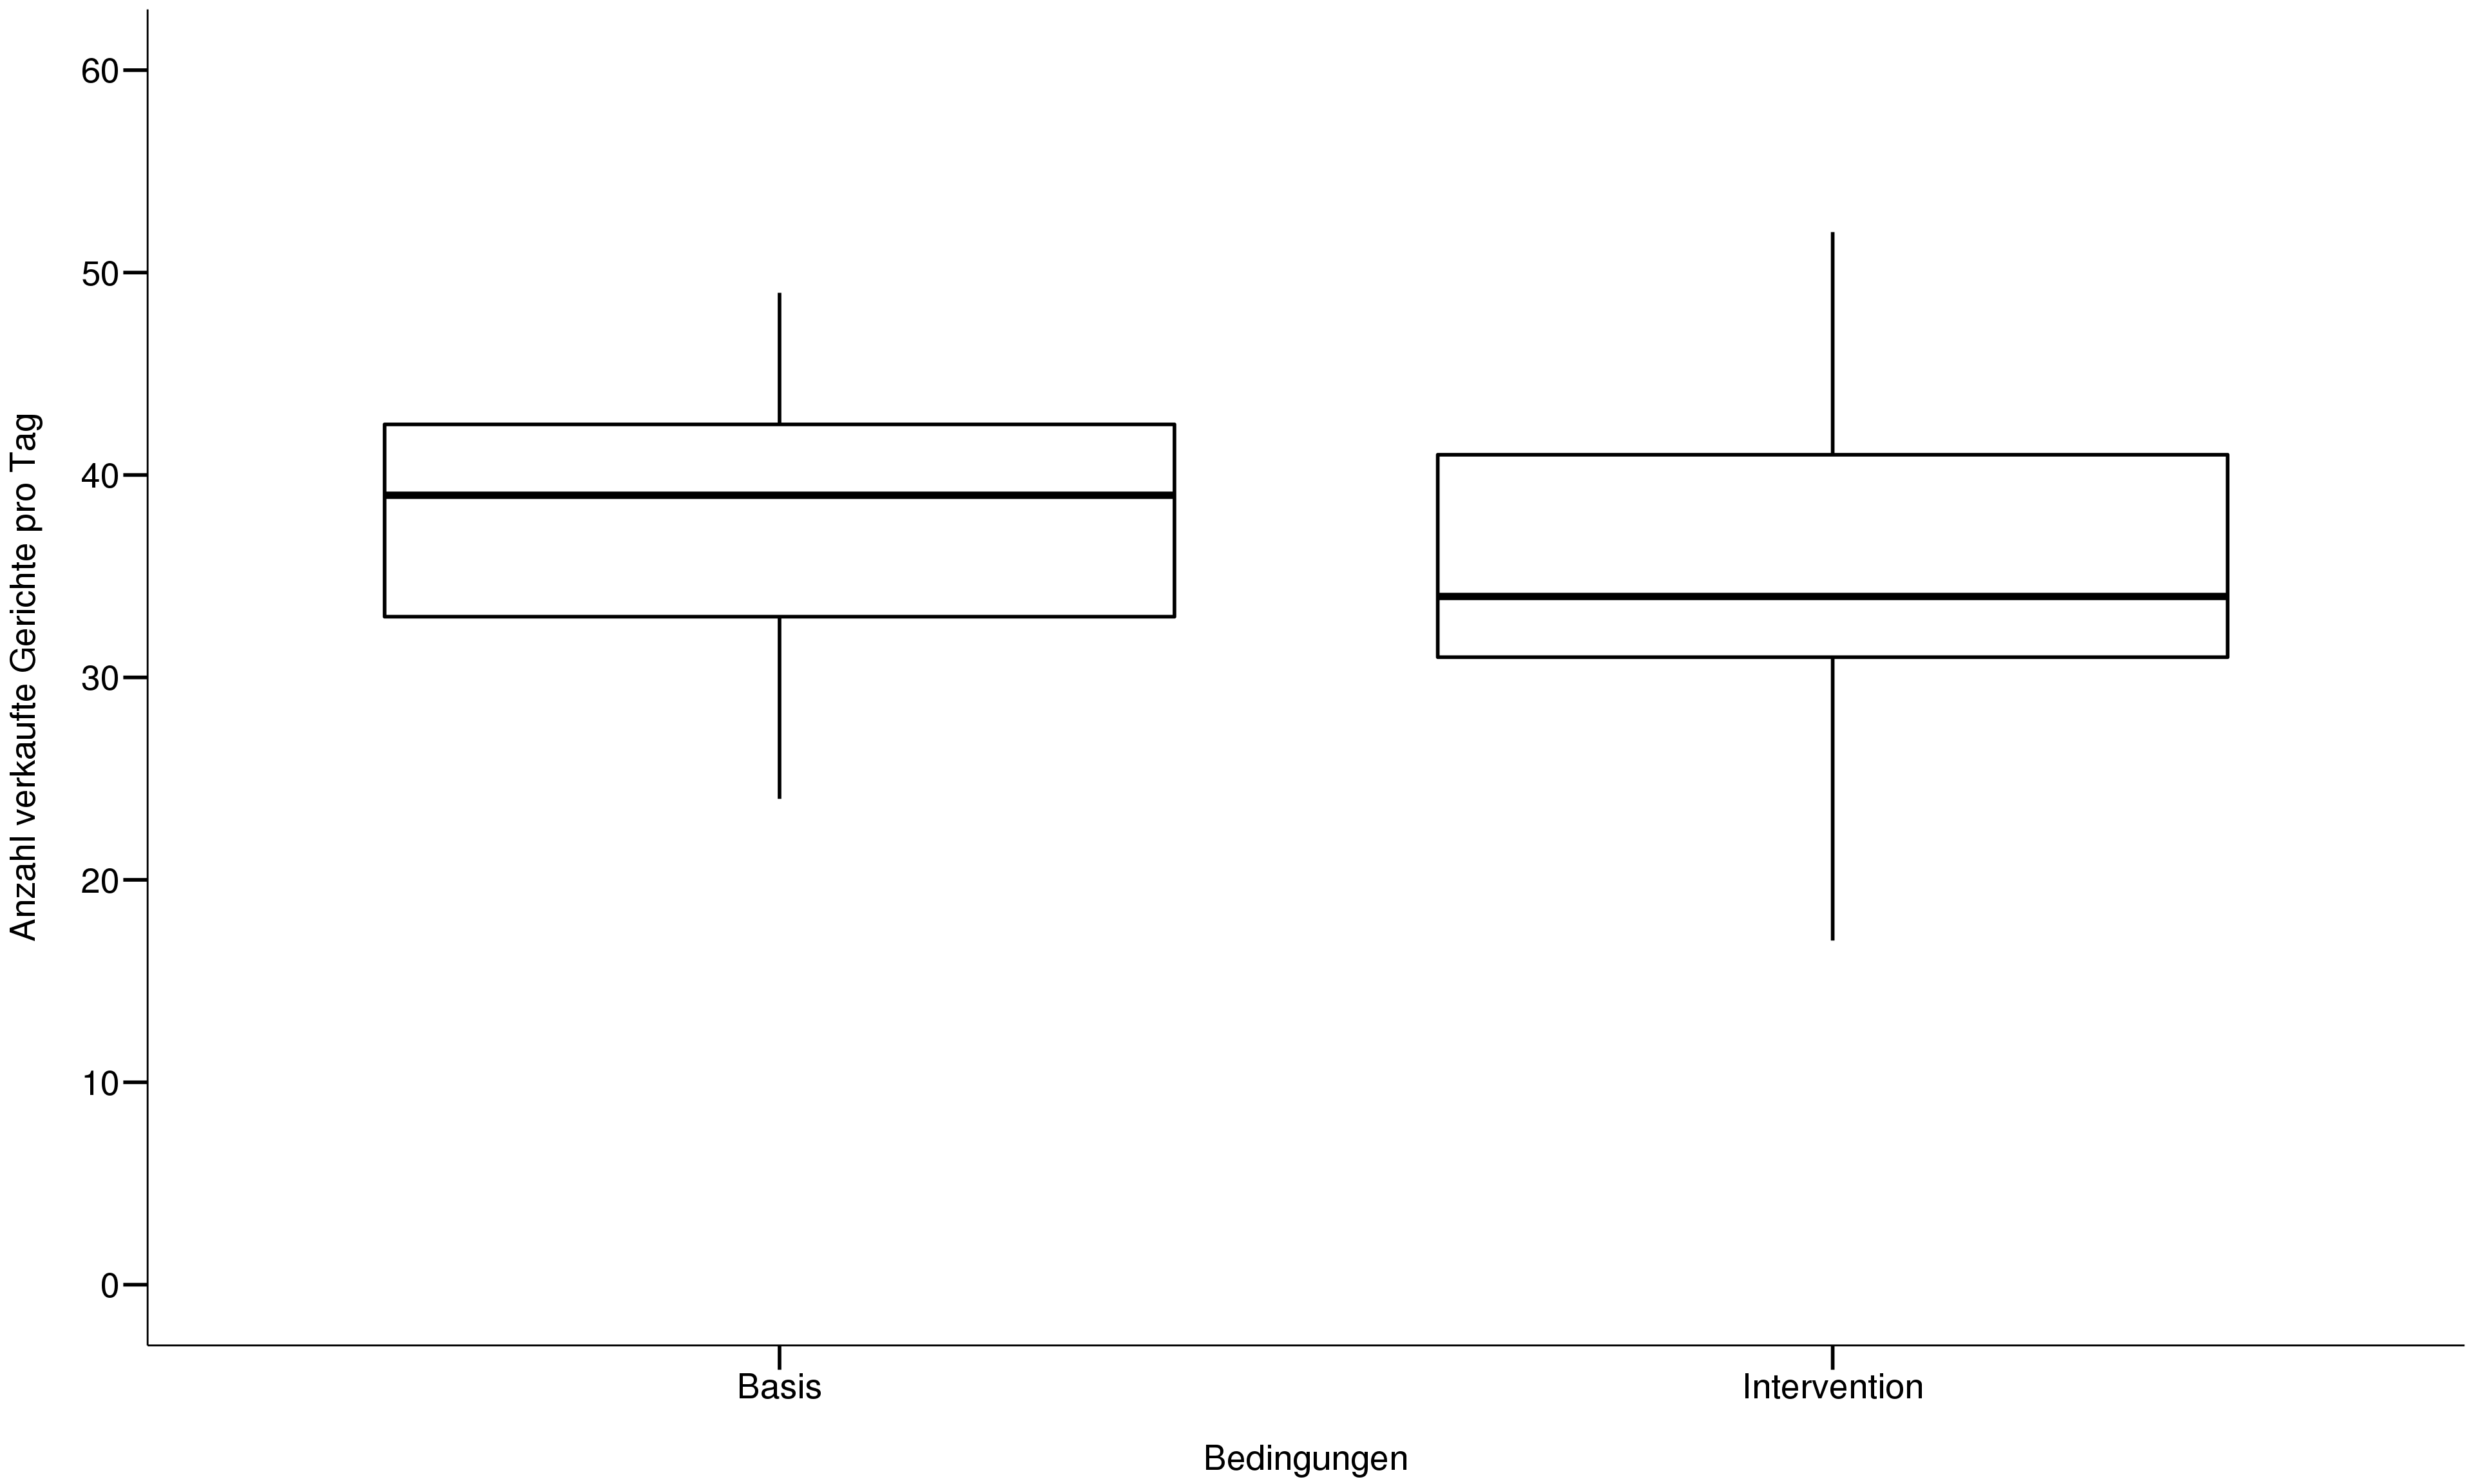 Anzahl verkaufte Gerichte pro Tag
60
50
40
30
20
10
0
Basis
Intervention
Bedingungen